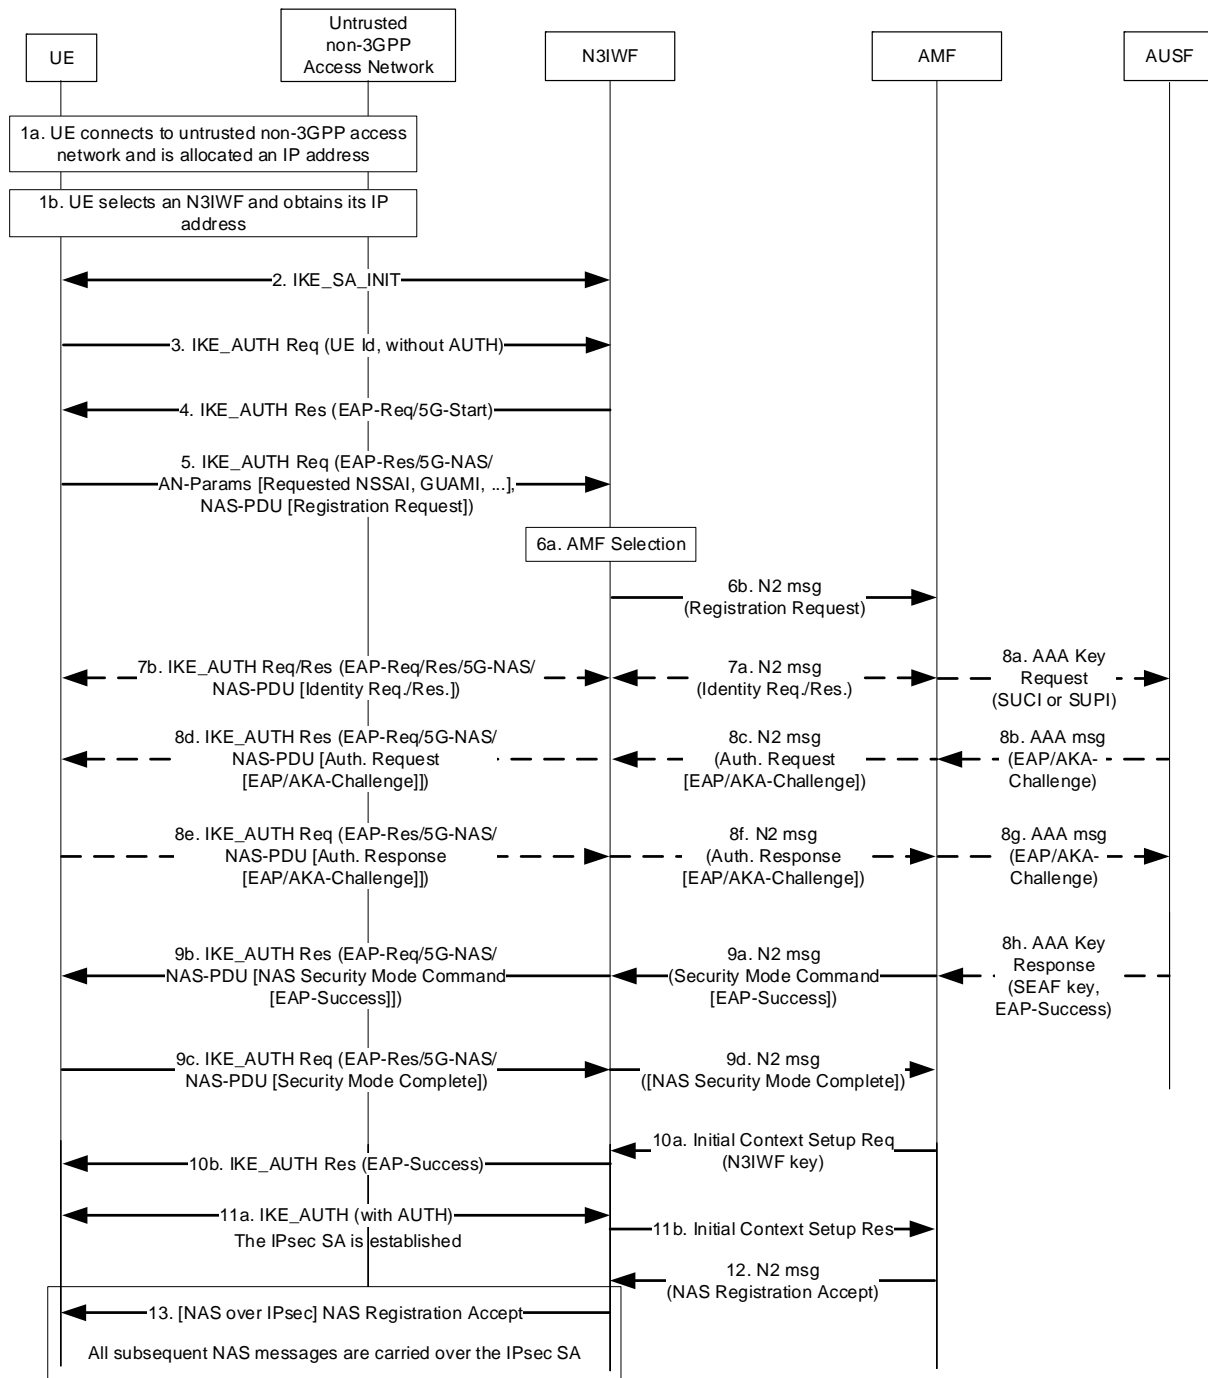 UE
Untrusted
non-3GPP
Access Network
N3IWF
AMF
AUSF
1a. UE connects to untrusted non-3GPP access
network and is allocated an IP address
1b. UE selects an N3IWF and obtains its IP
address
2. IKE_SA_INIT
3. IKE_AUTH Req (UE Id, without AUTH)
4. IKE_AUTH Res (EAP-Req/5G-Start)
5. IKE_AUTH Req (EAP-Res/5G-NAS/
AN-Params [Requested NSSAI, GUAMI, ...],
NAS-PDU [Registration Request])
6a. AMF Selection
6b. N2 msg
(Registration Request)
7b. IKE_AUTH Req/Res (EAP-Req/Res/5G-NAS/
NAS-PDU [Identity Req./Res.])
7a. N2 msg
(Identity Req./Res.)
8a. AAA Key
Request
(SUCI or SUPI)
8d. IKE_AUTH Res (EAP-Req/5G-NAS/
NAS-PDU [Auth. Request
[EAP/AKA-Challenge]])
8c. N2 msg
(Auth. Request
[EAP/AKA-Challenge])
8b. AAA msg
(EAP/AKA-
Challenge)
8e. IKE_AUTH Req (EAP-Res/5G-NAS/
NAS-PDU [Auth. Response
[EAP/AKA-Challenge]])
8f. N2 msg
(Auth. Response
[EAP/AKA-Challenge])
8g. AAA msg
(EAP/AKA-
Challenge)
9b. IKE_AUTH Res (EAP-Req/5G-NAS/
NAS-PDU [NAS Security Mode Command
[EAP-Success]])
9a. N2 msg
(Security Mode Command
[EAP-Success])
8h. AAA Key
Response
(SEAF key,
EAP-Success)
9c. IKE_AUTH Req (EAP-Res/5G-NAS/
NAS-PDU [Security Mode Complete])
9d. N2 msg
([NAS Security Mode Complete])
10a. Initial Context Setup Req
(N3IWF key)
10b. IKE_AUTH Res (EAP-Success)
11a. IKE_AUTH (with AUTH)
The IPsec SA is established
11b. Initial Context Setup Res
12. N2 msg
(NAS Registration Accept)
13. [NAS over IPsec] NAS Registration Accept
All subsequent NAS messages are carried over the IPsec SA